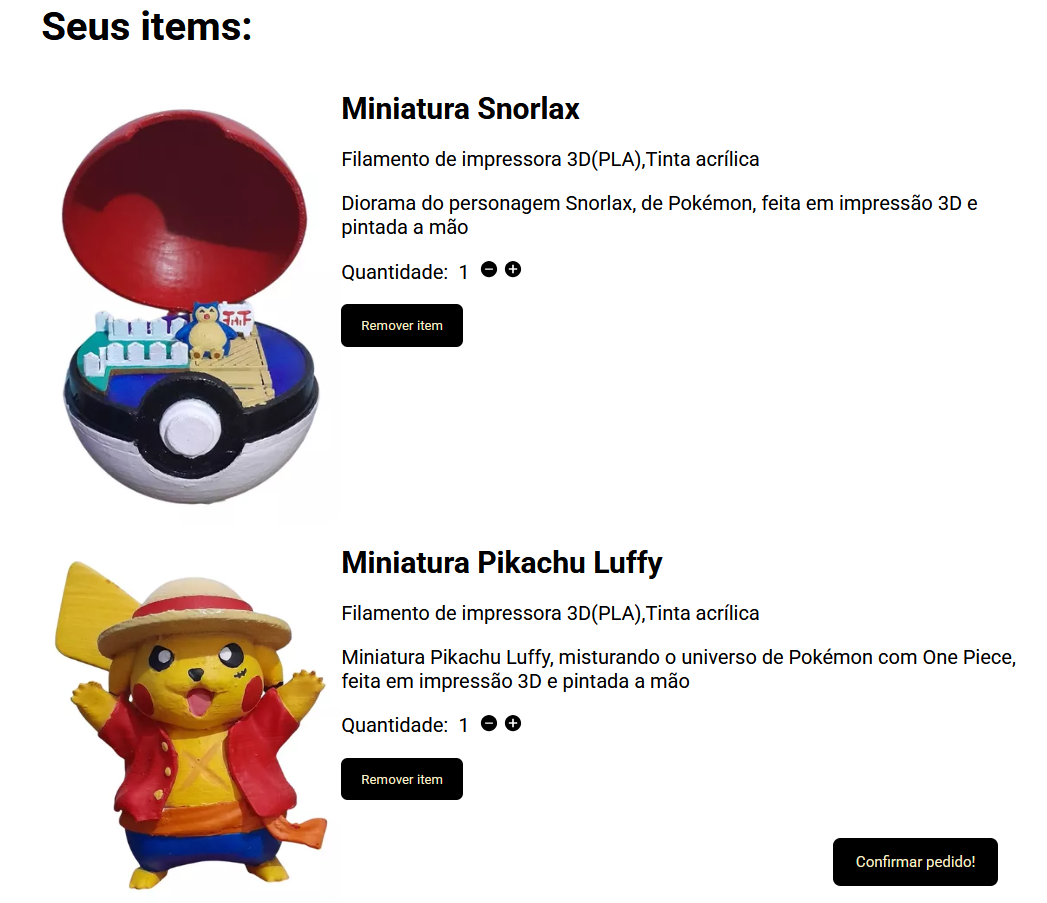 Seus items:
Miniatura Snorlax
Filamento de impressora 3D(PLA),Tinta acrílica
Diorama do personagem Snorlax, de Pokémon, feita em impressão 3D e
pintada a mão
Quantidade: 1
Remover item
Miniatura Pikachu Luffy
Filamento de impressora 3D(PLA),Tinta acrílica
Miniatura Pikachu Luffy, misturando o universo de Pokémon com One Piece,
feita em impressão 3D e pintada a mão
Quantidade: 1
Remover item
Confirmar pedido!